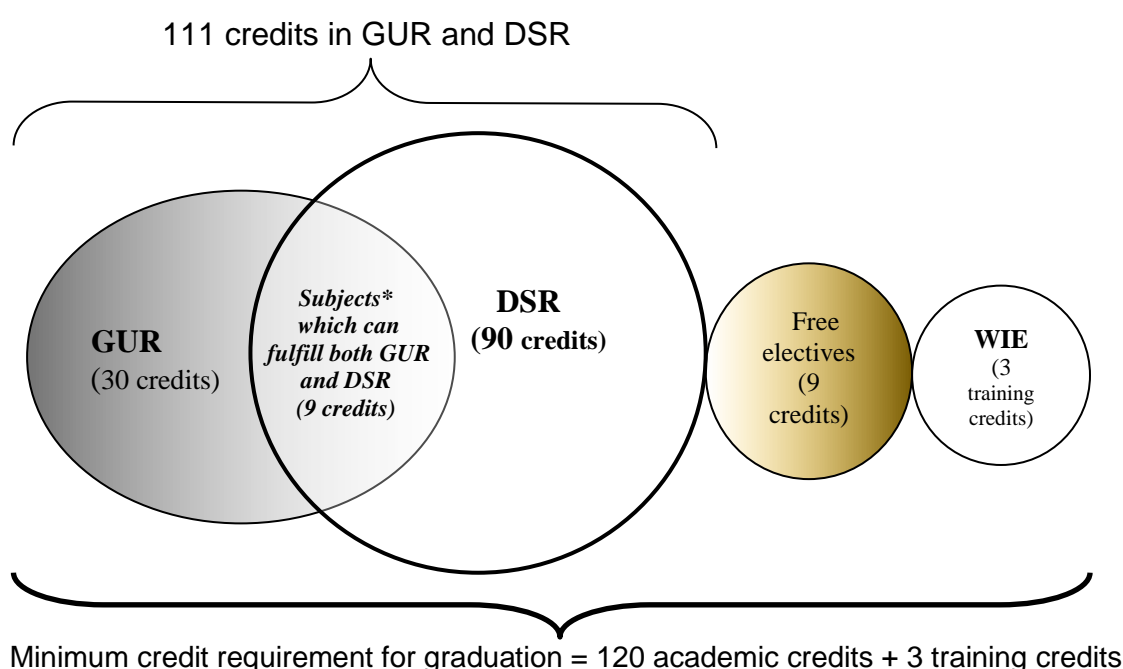 111 credits in GUR and DSR
GUR
(30 credits)
Subjects*
which can
fulfill both GUR
and DSR
(9 credits)
DSR
(90 credits)
Free
electives
(9
credits)
WIE
(3
training
credits)
Minimum credit requirement for graduation = 120 academic credits + 3 training credits